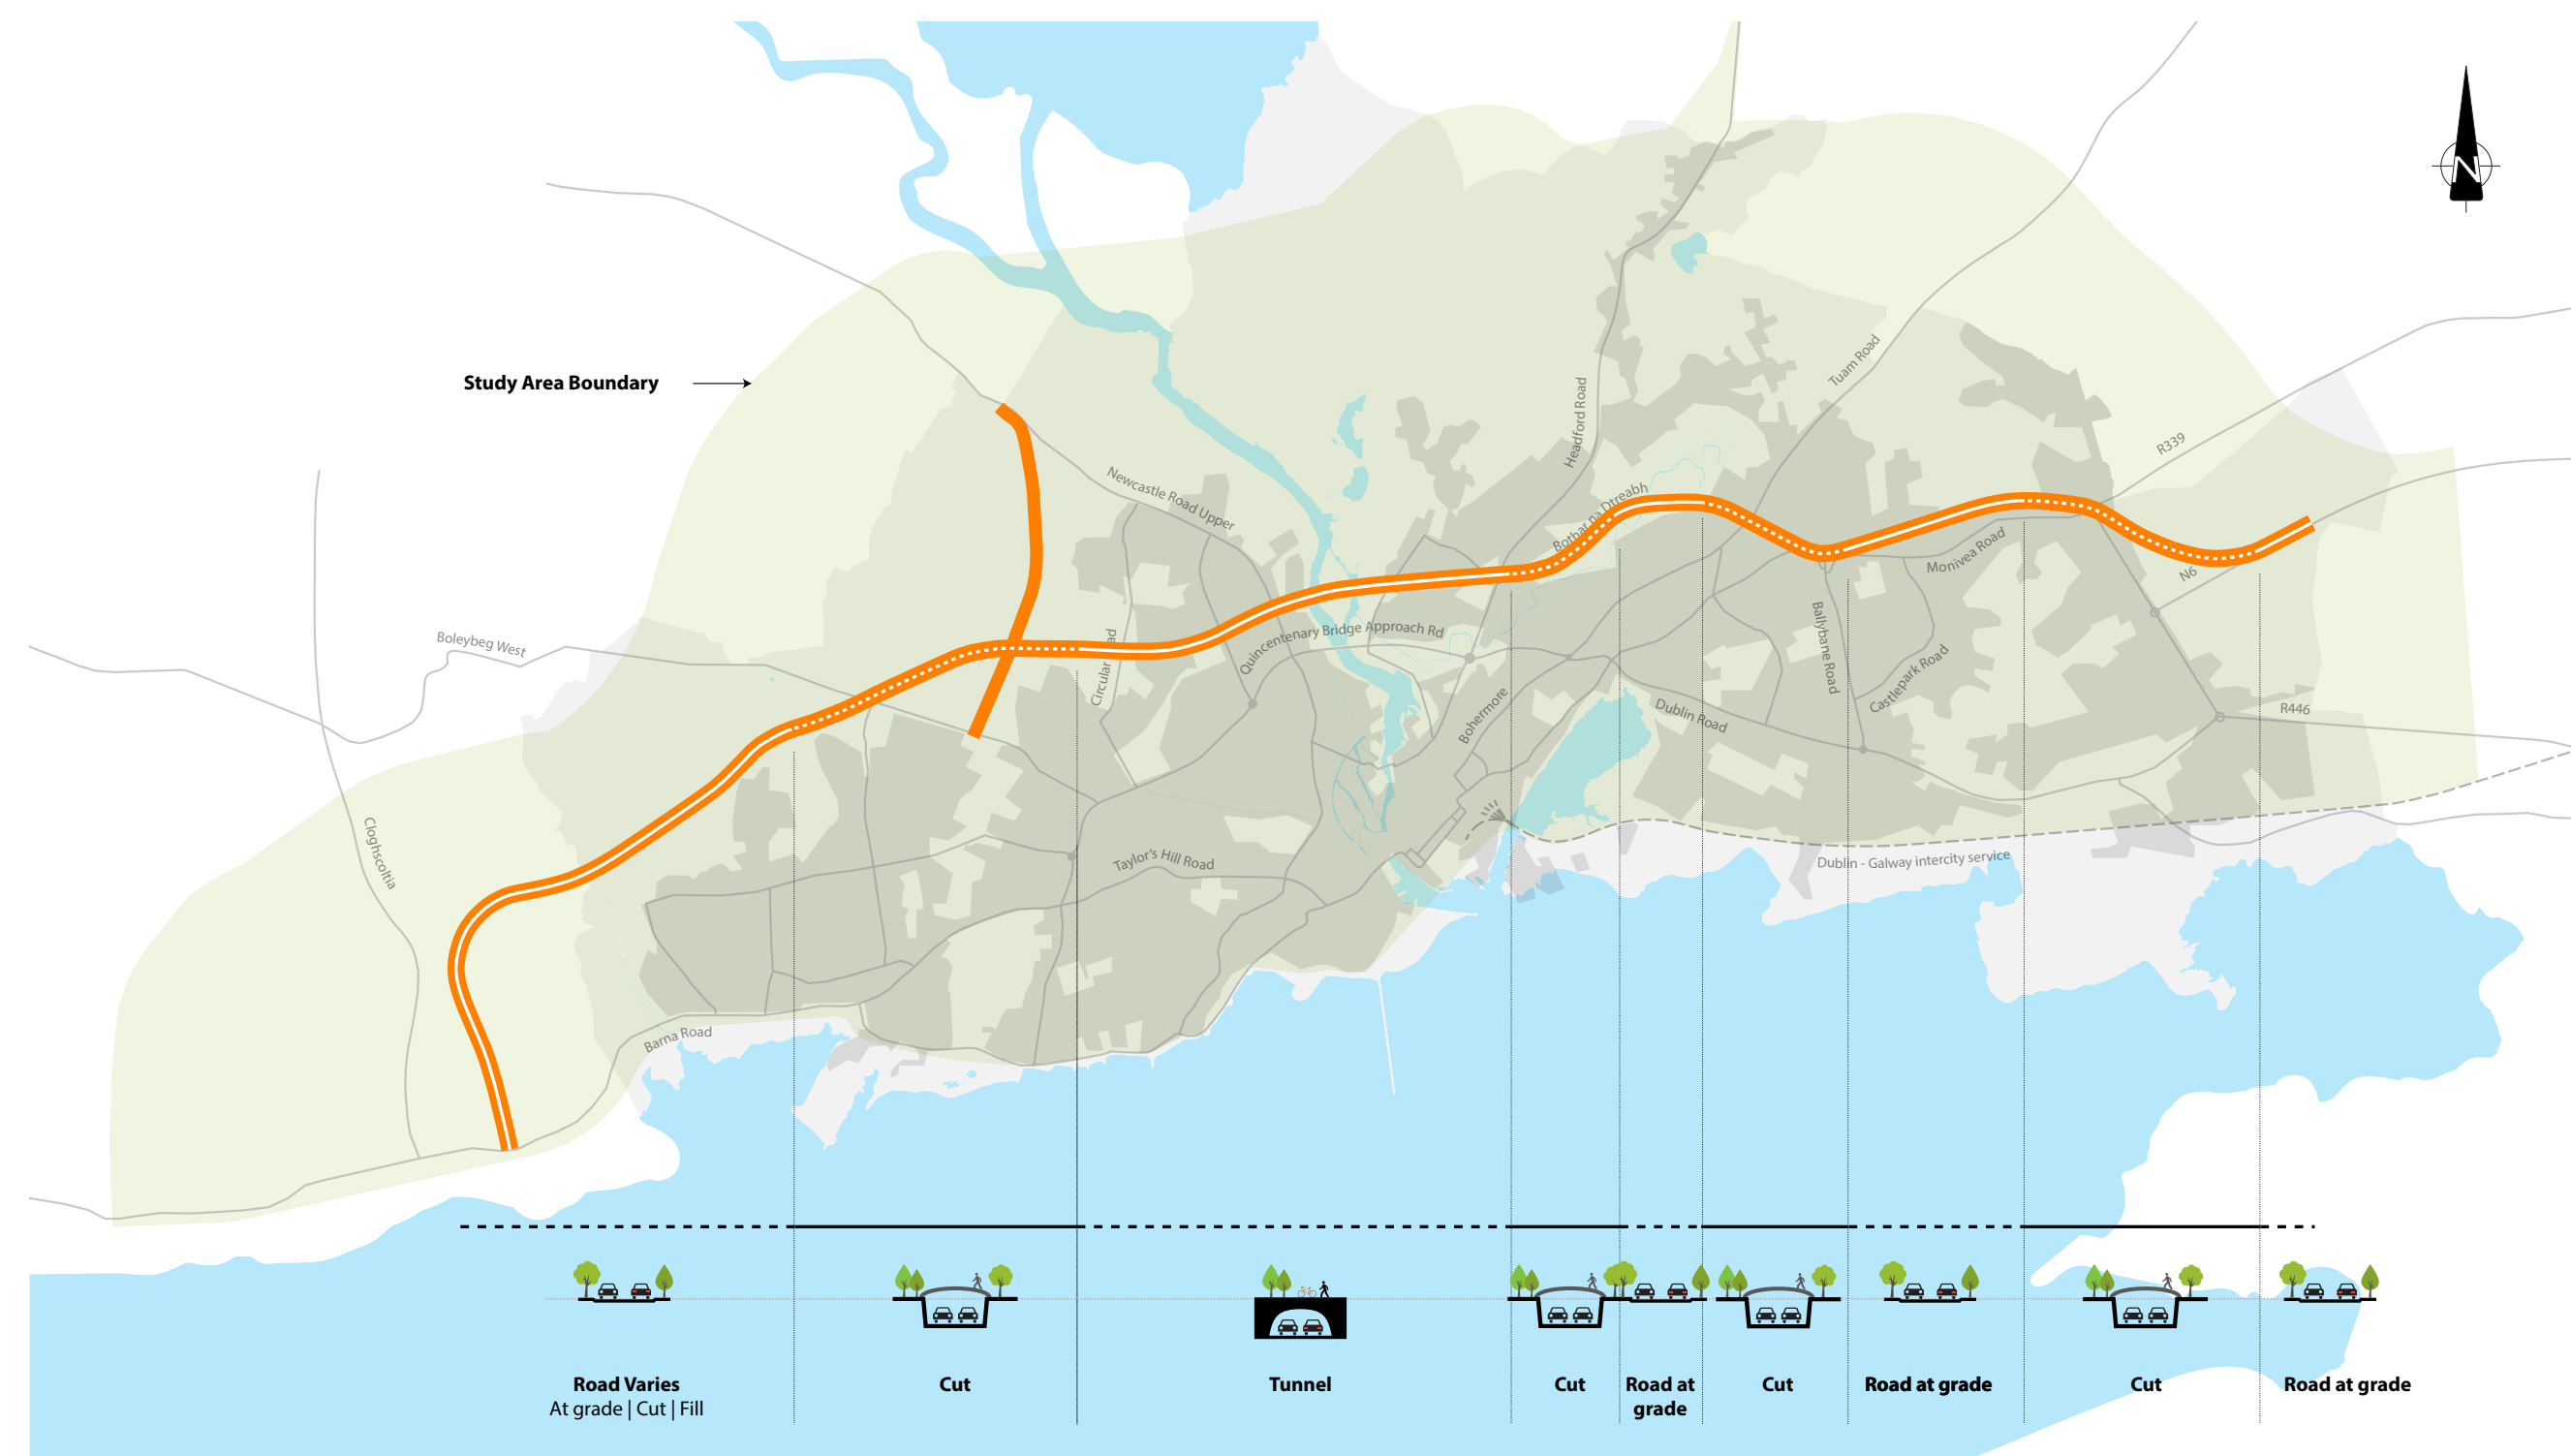 N
Study Area Boundary
Headford Road
Tuam Road
R339
Newcastle Road Upper
Bothar na Dtreabh
Monivea Road
N6
Boleybeg West
Quincentenary Bridge Approach Rd
Circular
Ballybane Road
Castlepark Road
Bohermore
Dublin Road
R446
Cloghscoltia
Taylor's Hill Road
Dublin - Galway intercity service
Barna Road
Road Varies
At grade | Cut | Fill
Cut
Tunnel
Cut
Road at
grade
Cut
Road at grade
Cut
Road at grade